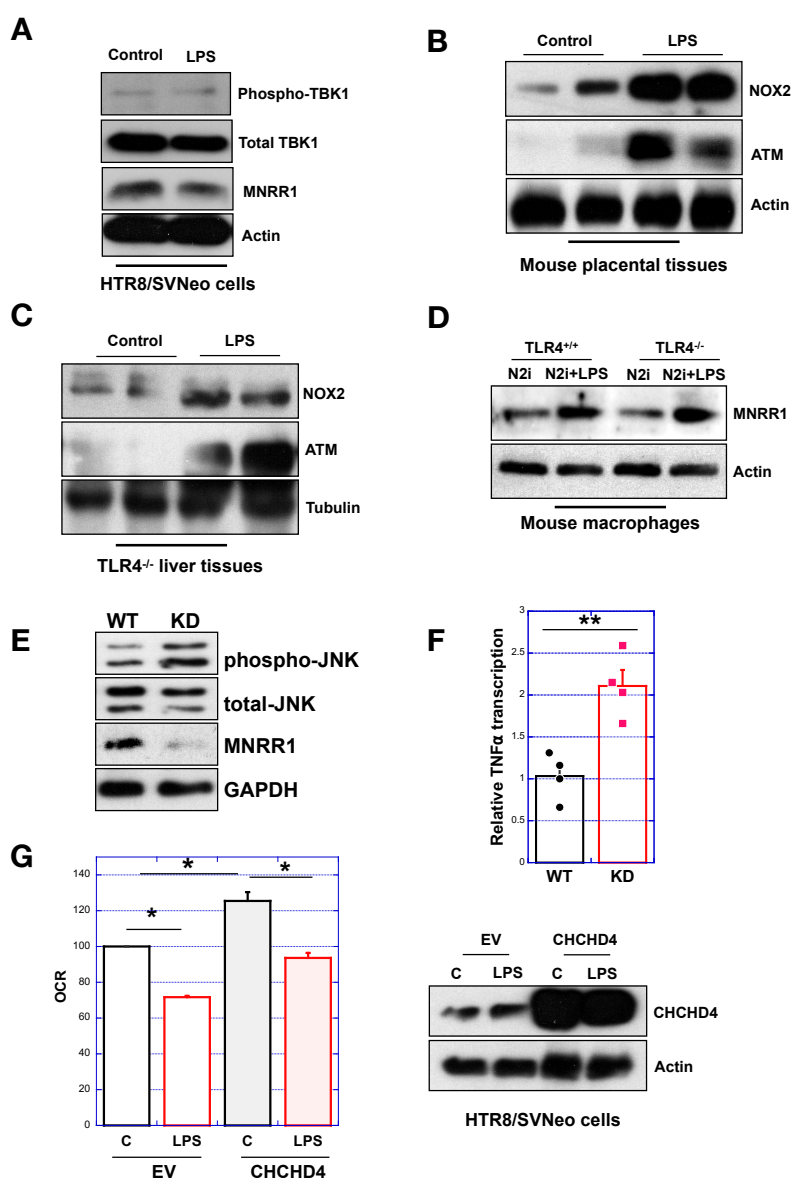 A
Control LPS
Phospho-TBK1
Total TBK1
MNRR1
Actin
HTR8/SVNeo cells
B
Control LPS
NOX2
ATM
Actin
Mouse placental tissues
C
Control LPS
NOX2
ATM
Tubulin
TLR4-/- liver tissues
D
TLR4+/+ TLR4-/-
N2i N2i+LPS N2i N2i+LPS
MNRR1
Actin
Mouse macrophages
E
WT KD
phospho-JNK
total-JNK
MNRR1
GAPDH
F
Relative TNFα transcription
3
2.5
2
1.5
1
0.5
0
**
WT KD
G
OCR
140
120
100
80
60
40
20
0
* * *
C LPS C LPS
EV CHCHD4
EV CHCHD4
C LPS C LPS
CHCHD4
Actin
HTR8/SVNeo cells